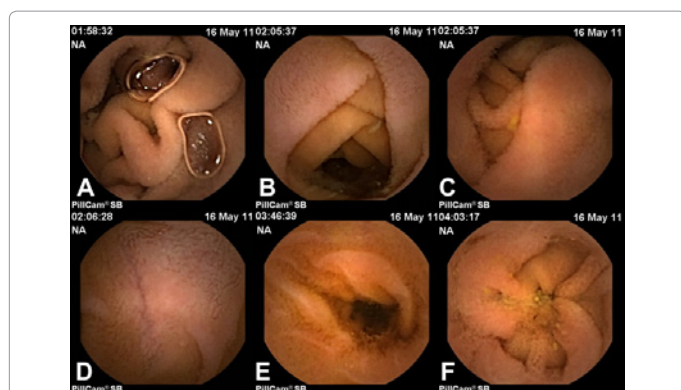 01:58:32 16 May 11
NA
A
PillCam® SB
02:05:37 16 May 11
NA
B
PillCam® SB
02:05:37 16 May 11
NA
C
PillCam® SB
02:06:28 16 May 11
NA
D
PillCam® SB
03:46:39 16 May 11
NA
E
PillCam® SB
04:03:17 16 May 11
NA
F
PillCam® SB